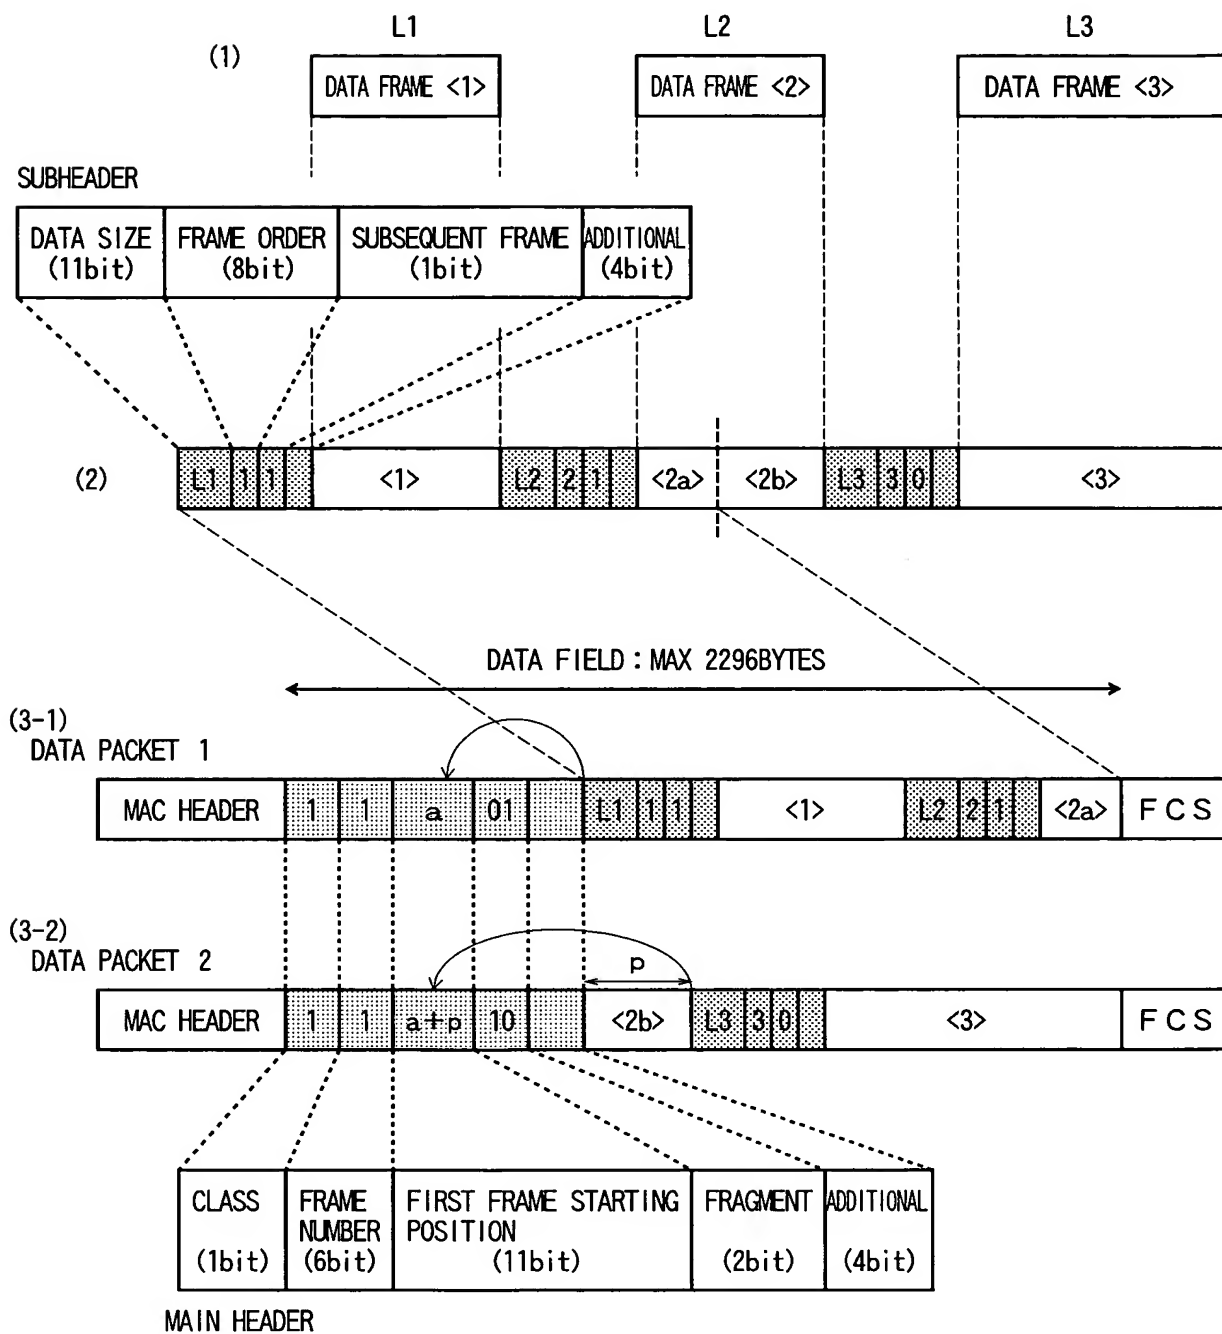 L1 L2 L3
(1)
DATA FRAME <1> DATA FRAME <2> DATA FRAME <3>
SUBHEADER
DATA SIZE FRAME ORDER SUBSEQUENT FRAME ADDITIONAL
(11bit) (8bit) (1bit) (4bit)
(2) L1 1 1 <1> L2 2 1 <2a> <2b> L3 3 0 <3>
DATA FIELD : MAX 2296BYTES
(3-1)
DATA PACKET 1
MAC HEADER 1 1 a 01 L1 1 1 <1> L2 2 1 <2a> FCS
(3-2)
DATA PACKET 2
p
MAC HEADER 1 1 a+p 10 <2b> L3 3 0 <3> FCS
CLASS FRAME FIRST FRAME STARTING FRAGMENT ADDITIONAL
NUMBER POSITION
(1bit) (6bit) (11bit) (2bit) (4bit)
MAIN HEADER